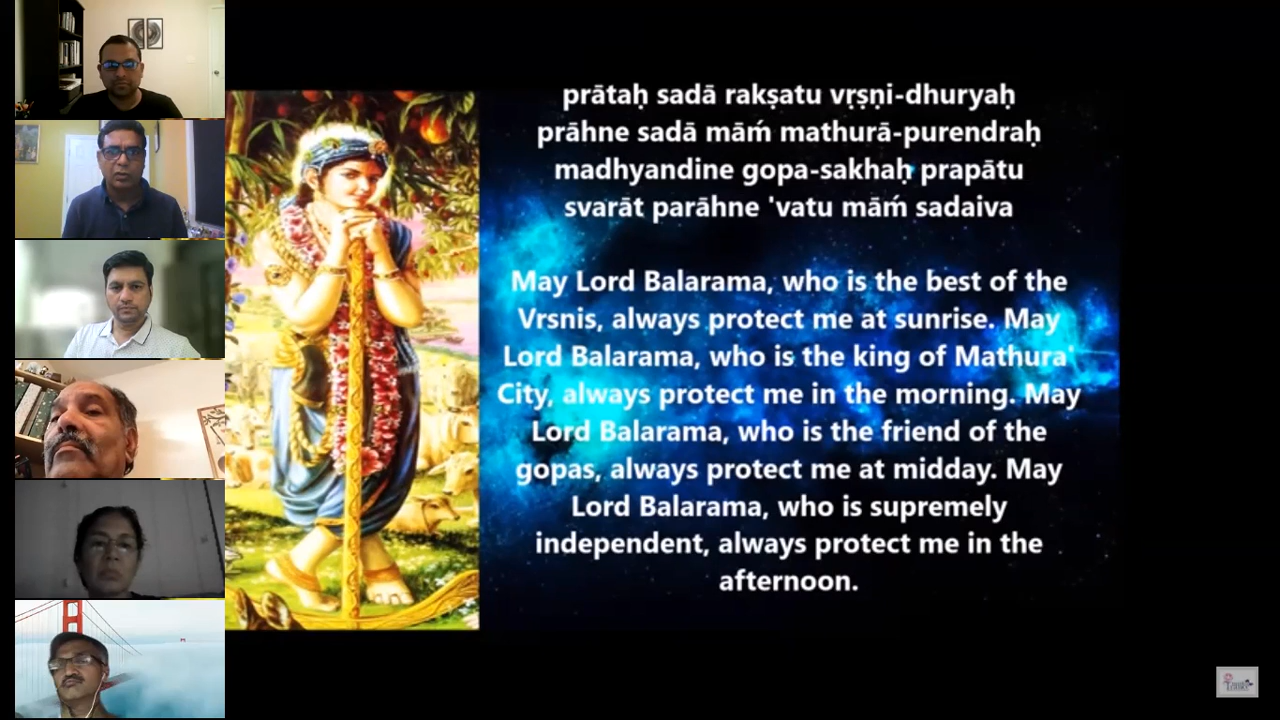 prātaḥ sadā rakṣatu vṛṣṇi-dhuryaḥ
prāhne sadā māḿ mathurā-purendraḥ
madhyandine gopa-sakhaḥ prapātu
svarāt parāhne 'vatu māḿ sadaiva
May Lord Balarama, who is the best of the
Vrsnis, always protect me at sunrise. May
Lord Balarama, who is the king of Mathura'
City, always protect me in the morning. May
Lord Balarama, who is the friend of the
gopas, always protect me at midday. May
Lord Balarama, who is supremely
independent, always protect me in the
afternoon.